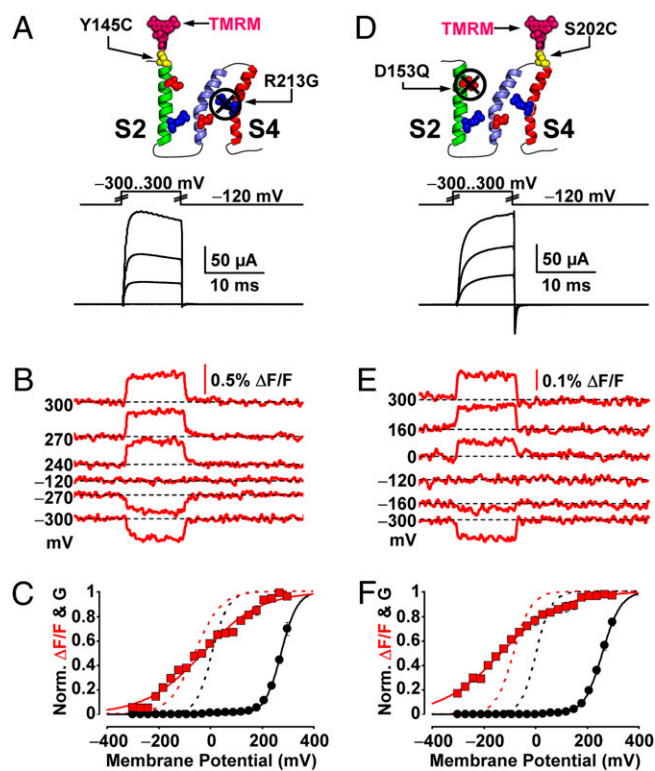 A
Y145C
TMRM
R213G
S2
S4
−300..300 mV
−120 mV
50 µA
10 ms
B
0.5% ΔF/F
300
270
240
−120
−270
−300
mV
C
Norm. ΔF/F & G
1
0.8
0.6
0.4
0.2
0
−400 −200 0 200 400
Membrane Potential (mV)
D
TMRM
S202C
D153Q
S2
S4
−300..300 mV
−120 mV
50 µA
10 ms
E
0.1% ΔF/F
300
160
0
−120
−160
−300
mV
F
Norm. ΔF/F & G
1
0.8
0.6
0.4
0.2
0
−400 −200 0 200 400
Membrane Potential (mV)